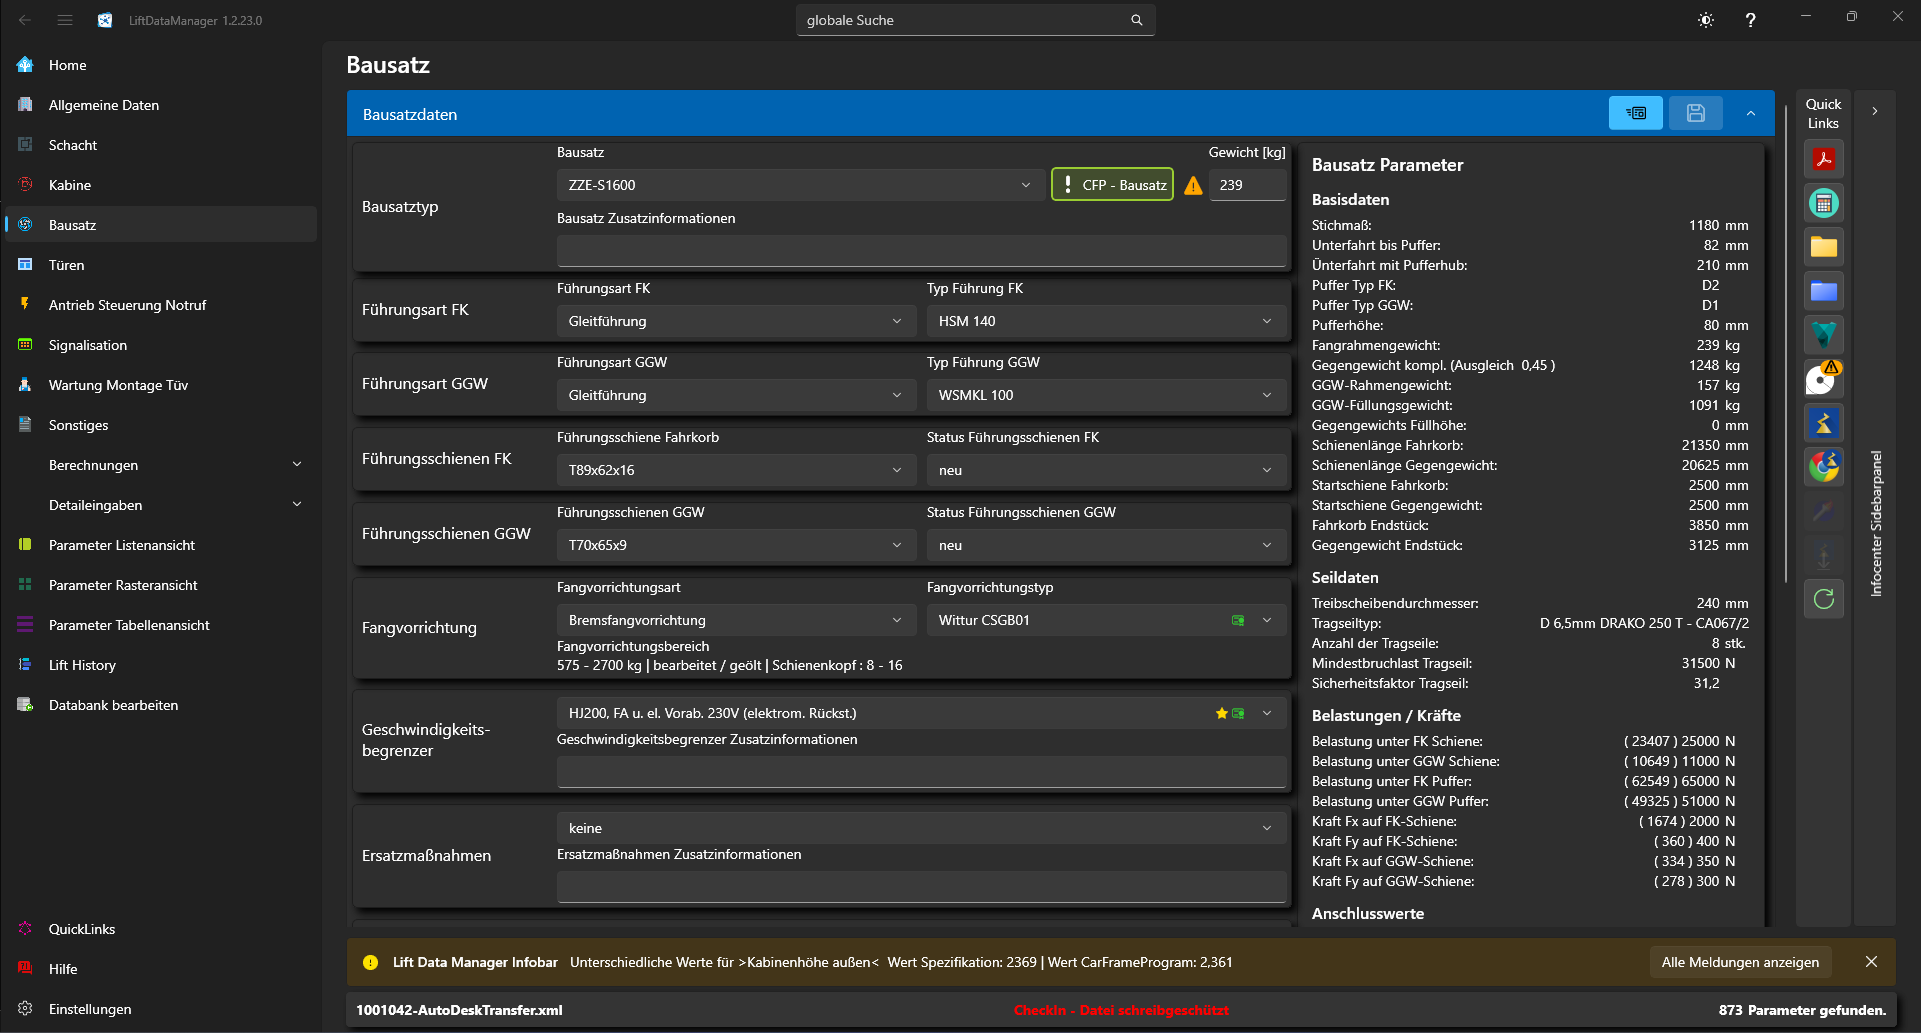 LiftDataManager 1.2.23.0
globale Suche
?
Home
Allgemeine Daten
Schacht
Kabine
Bausatz
Türen
Antrieb Steuerung Notruf
Signalisation
Wartung Montage Tüv
Sonstiges
Berechnungen
Detaileingaben
Parameter Listenansicht
Parameter Rasteransicht
Parameter Tabellenansicht
Lift History
Databank bearbeiten
QuickLinks
Hilfe
Einstellungen
Bausatz
Bausatzdaten
Bausatztyp
Bausatz
Gewicht [kg]
ZZE-S1600
! CFP - Bausatz
239
Bausatz Zusatzinformationen
Führungsart FK
Führungsart FK
Typ Führung FK
Gleitführung
HSM 140
Führungsart GGW
Führungsart GGW
Typ Führung GGW
Gleitführung
WSMKL 100
Führungsschienen FK
Führungsschiene Fahrkorb
Status Führungsschienen FK
T89x62x16
neu
Führungsschienen GGW
Führungsschienen GGW
Status Führungsschienen GGW
T70x65x9
neu
Fangvorrichtung
Fangvorrichtungsart
Fangvorrichtungstyp
Bremsfangvorrichtung
Wittur CSGB01
Fangvorrichtungsbereich
575 - 2700 kg | bearbeitet / geölt | Schienenkopf : 8 - 16
Geschwindigkeits-
begrenzer
HJ200, FA u. el. Vorab. 230V (elektrom. Rückst.)
Geschwindigkeitsbegrenzer Zusatzinformationen
Ersatzmaßnahmen
keine
Ersatzmaßnahmen Zusatzinformationen
Bausatz Parameter
Basisdaten
Stichmaß: 1180 mm
Unterfahrt bis Puffer: 82 mm
Ünterfahrt mit Pufferhub: 210 mm
Puffer Typ FK: D2
Puffer Typ GGW: D1
Pufferhöhe: 80 mm
Fangrahmengewicht: 239 kg
Gegengewicht kompl. (Ausgleich 0,45 ) 1248 kg
GGW-Rahmengewicht: 157 kg
GGW-Füllungsgewicht: 1091 kg
Gegengewichts Füllhöhe: 0 mm
Schienenlänge Fahrkorb: 21350 mm
Schienenlänge Gegengewicht: 20625 mm
Startschiene Fahrkorb: 2500 mm
Startschiene Gegengewicht: 2500 mm
Fahrkorb Endstück: 3850 mm
Gegengewicht Endstück: 3125 mm
Seildaten
Treibscheibendurchmesser: 240 mm
Tragseiltyp: D 6,5mm DRAKO 250 T - CA067/2
Anzahl der Tragseile: 8 stk.
Mindestbruchlast Tragseil: 31500 N
Sicherheitsfaktor Tragseil: 31,2
Belastungen / Kräfte
Belastung unter FK Schiene: ( 23407 ) 25000 N
Belastung unter GGW Schiene: ( 10649 ) 11000 N
Belastung unter FK Puffer: ( 62549 ) 65000 N
Belastung unter GGW Puffer: ( 49325 ) 51000 N
Kraft Fx auf FK-Schiene: ( 1674 ) 2000 N
Kraft Fy auf FK-Schiene: ( 360 ) 400 N
Kraft Fx auf GGW-Schiene: ( 334 ) 350 N
Kraft Fy auf GGW-Schiene: ( 278 ) 300 N
Anschlusswerte
Quick
Links
Infocenter Sidebarpanel
Lift Data Manager Infobar Unterschiedliche Werte für >Kabinenhöhe außen< Wert Spezifikation: 2369 | Wert CarFrameProgram: 2,361
Alle Meldungen anzeigen
1001042-AutoDeskTransfer.xml
CheckIn - Datei schreibgeschützt
873 Parameter gefunden.